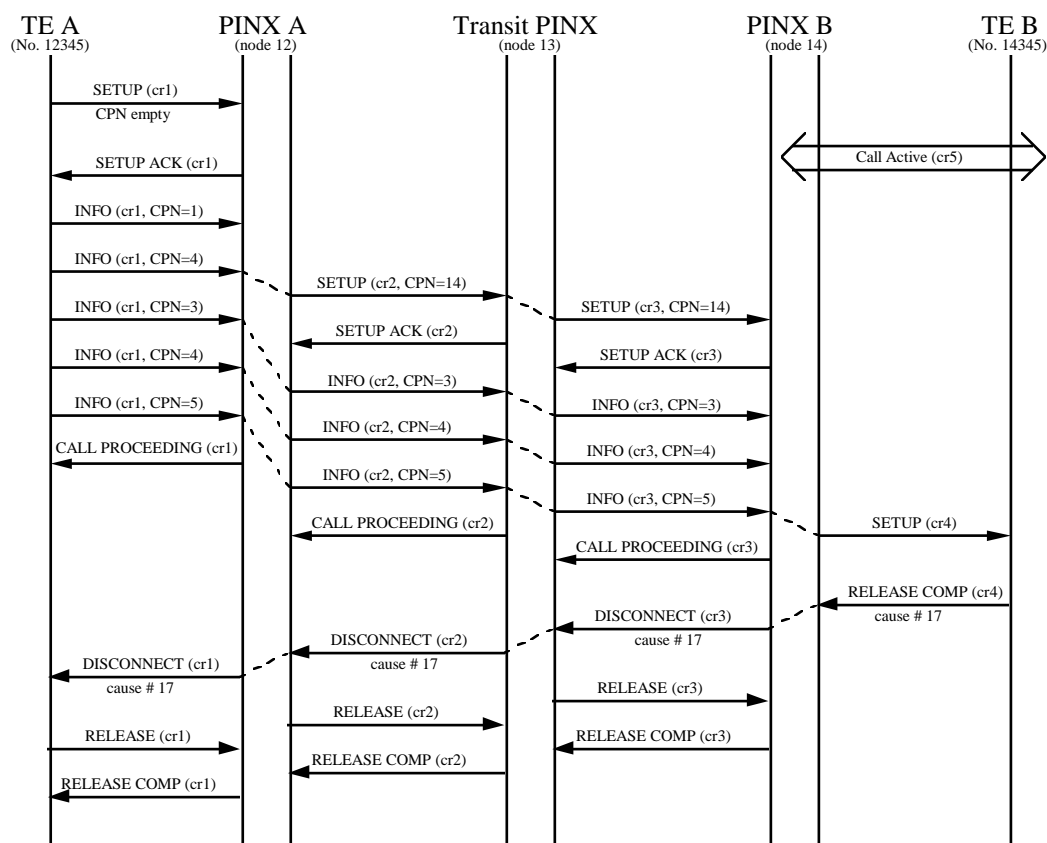 TE A PINX A Transit PINX PINX B TE B
(No. 12345) (node 12) (node 13) (node 14) (No. 14345)
SETUP (cr1)
CPN empty
Call Active (cr5)
SETUP ACK (cr1)
INFO (cr1, CPN=1)
INFO (cr1, CPN=4)
SETUP (cr2, CPN=14)
INFO (cr1, CPN=3) SETUP (cr3, CPN=14)
SETUP ACK (cr2)
INFO (cr1, CPN=4) SETUP ACK (cr3)
INFO (cr2, CPN=3)
INFO (cr1, CPN=5) INFO (cr3, CPN=3)
INFO (cr2, CPN=4)
CALL PROCEEDING (cr1) INFO (cr3, CPN=4)
INFO (cr2, CPN=5)
INFO (cr3, CPN=5)
CALL PROCEEDING (cr2) SETUP (cr4)
CALL PROCEEDING (cr3)
RELEASE COMP (cr4)
cause # 17
DISCONNECT (cr3)
cause # 17
DISCONNECT (cr2)
cause # 17
DISCONNECT (cr1)
cause # 17
RELEASE (cr3)
RELEASE (cr2)
RELEASE (cr1) RELEASE COMP (cr3)
RELEASE COMP (cr2)
RELEASE COMP (cr1)